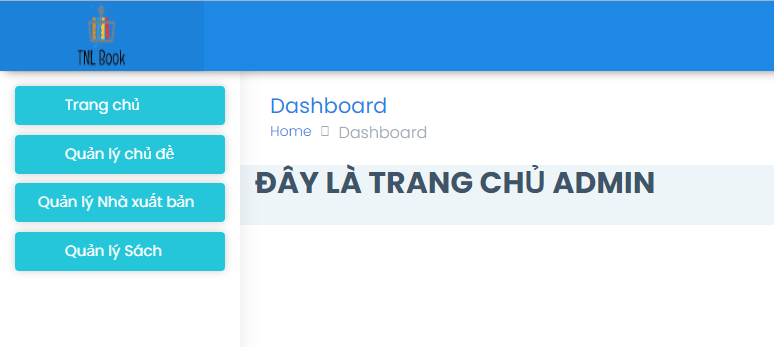 TNL Book
Trang chủ
Quản lý chủ đề
Quản lý Nhà xuất bản
Quản lý Sách
Dashboard
Home Dashboard
ĐÂY LÀ TRANG CHỦ ADMIN